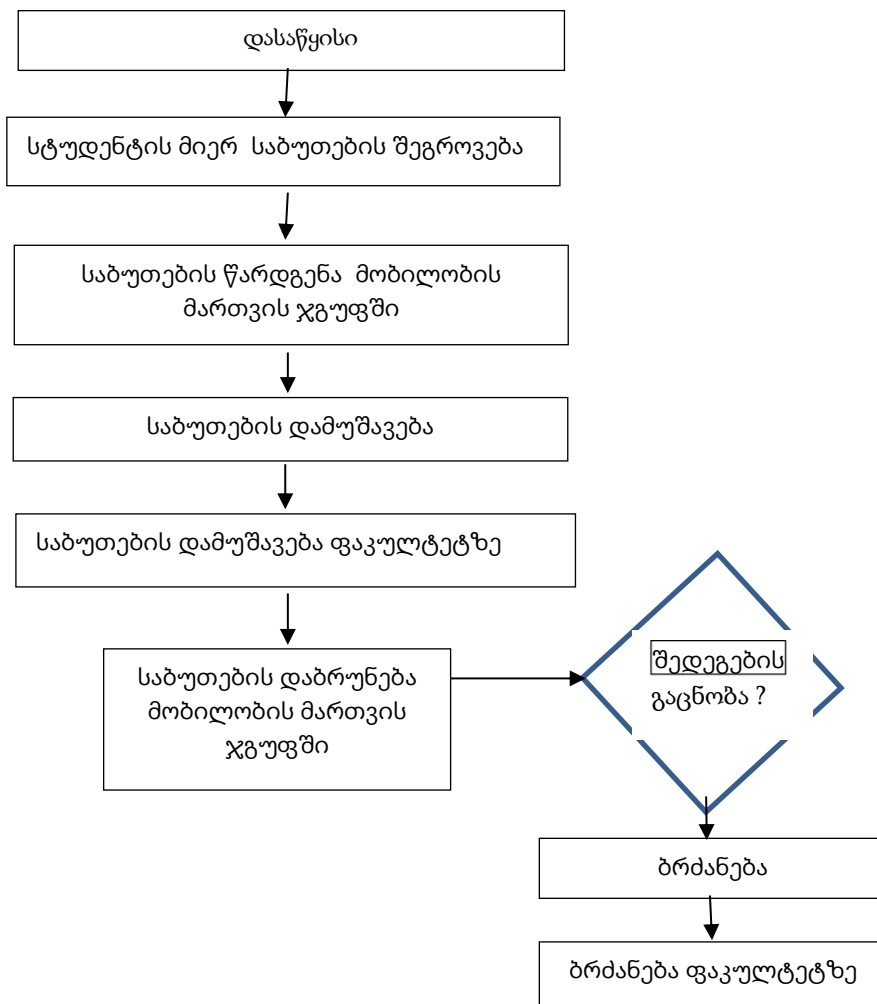 დასაწყისი
სტუდენტის მიერ საბუთების შეგროვება
საბუთების წარდგენა მობილობის
მართვის ჯგუფში
საბუთების დამუშავება
საბუთების დამუშავება ფაკულტეტზე
საბუთების დაბრუნება
მობილობის მართვის
ჯგუფში
შედეგების
გაცნობა ?
ბრძანება
ბრძანება ფაკულტეტზე